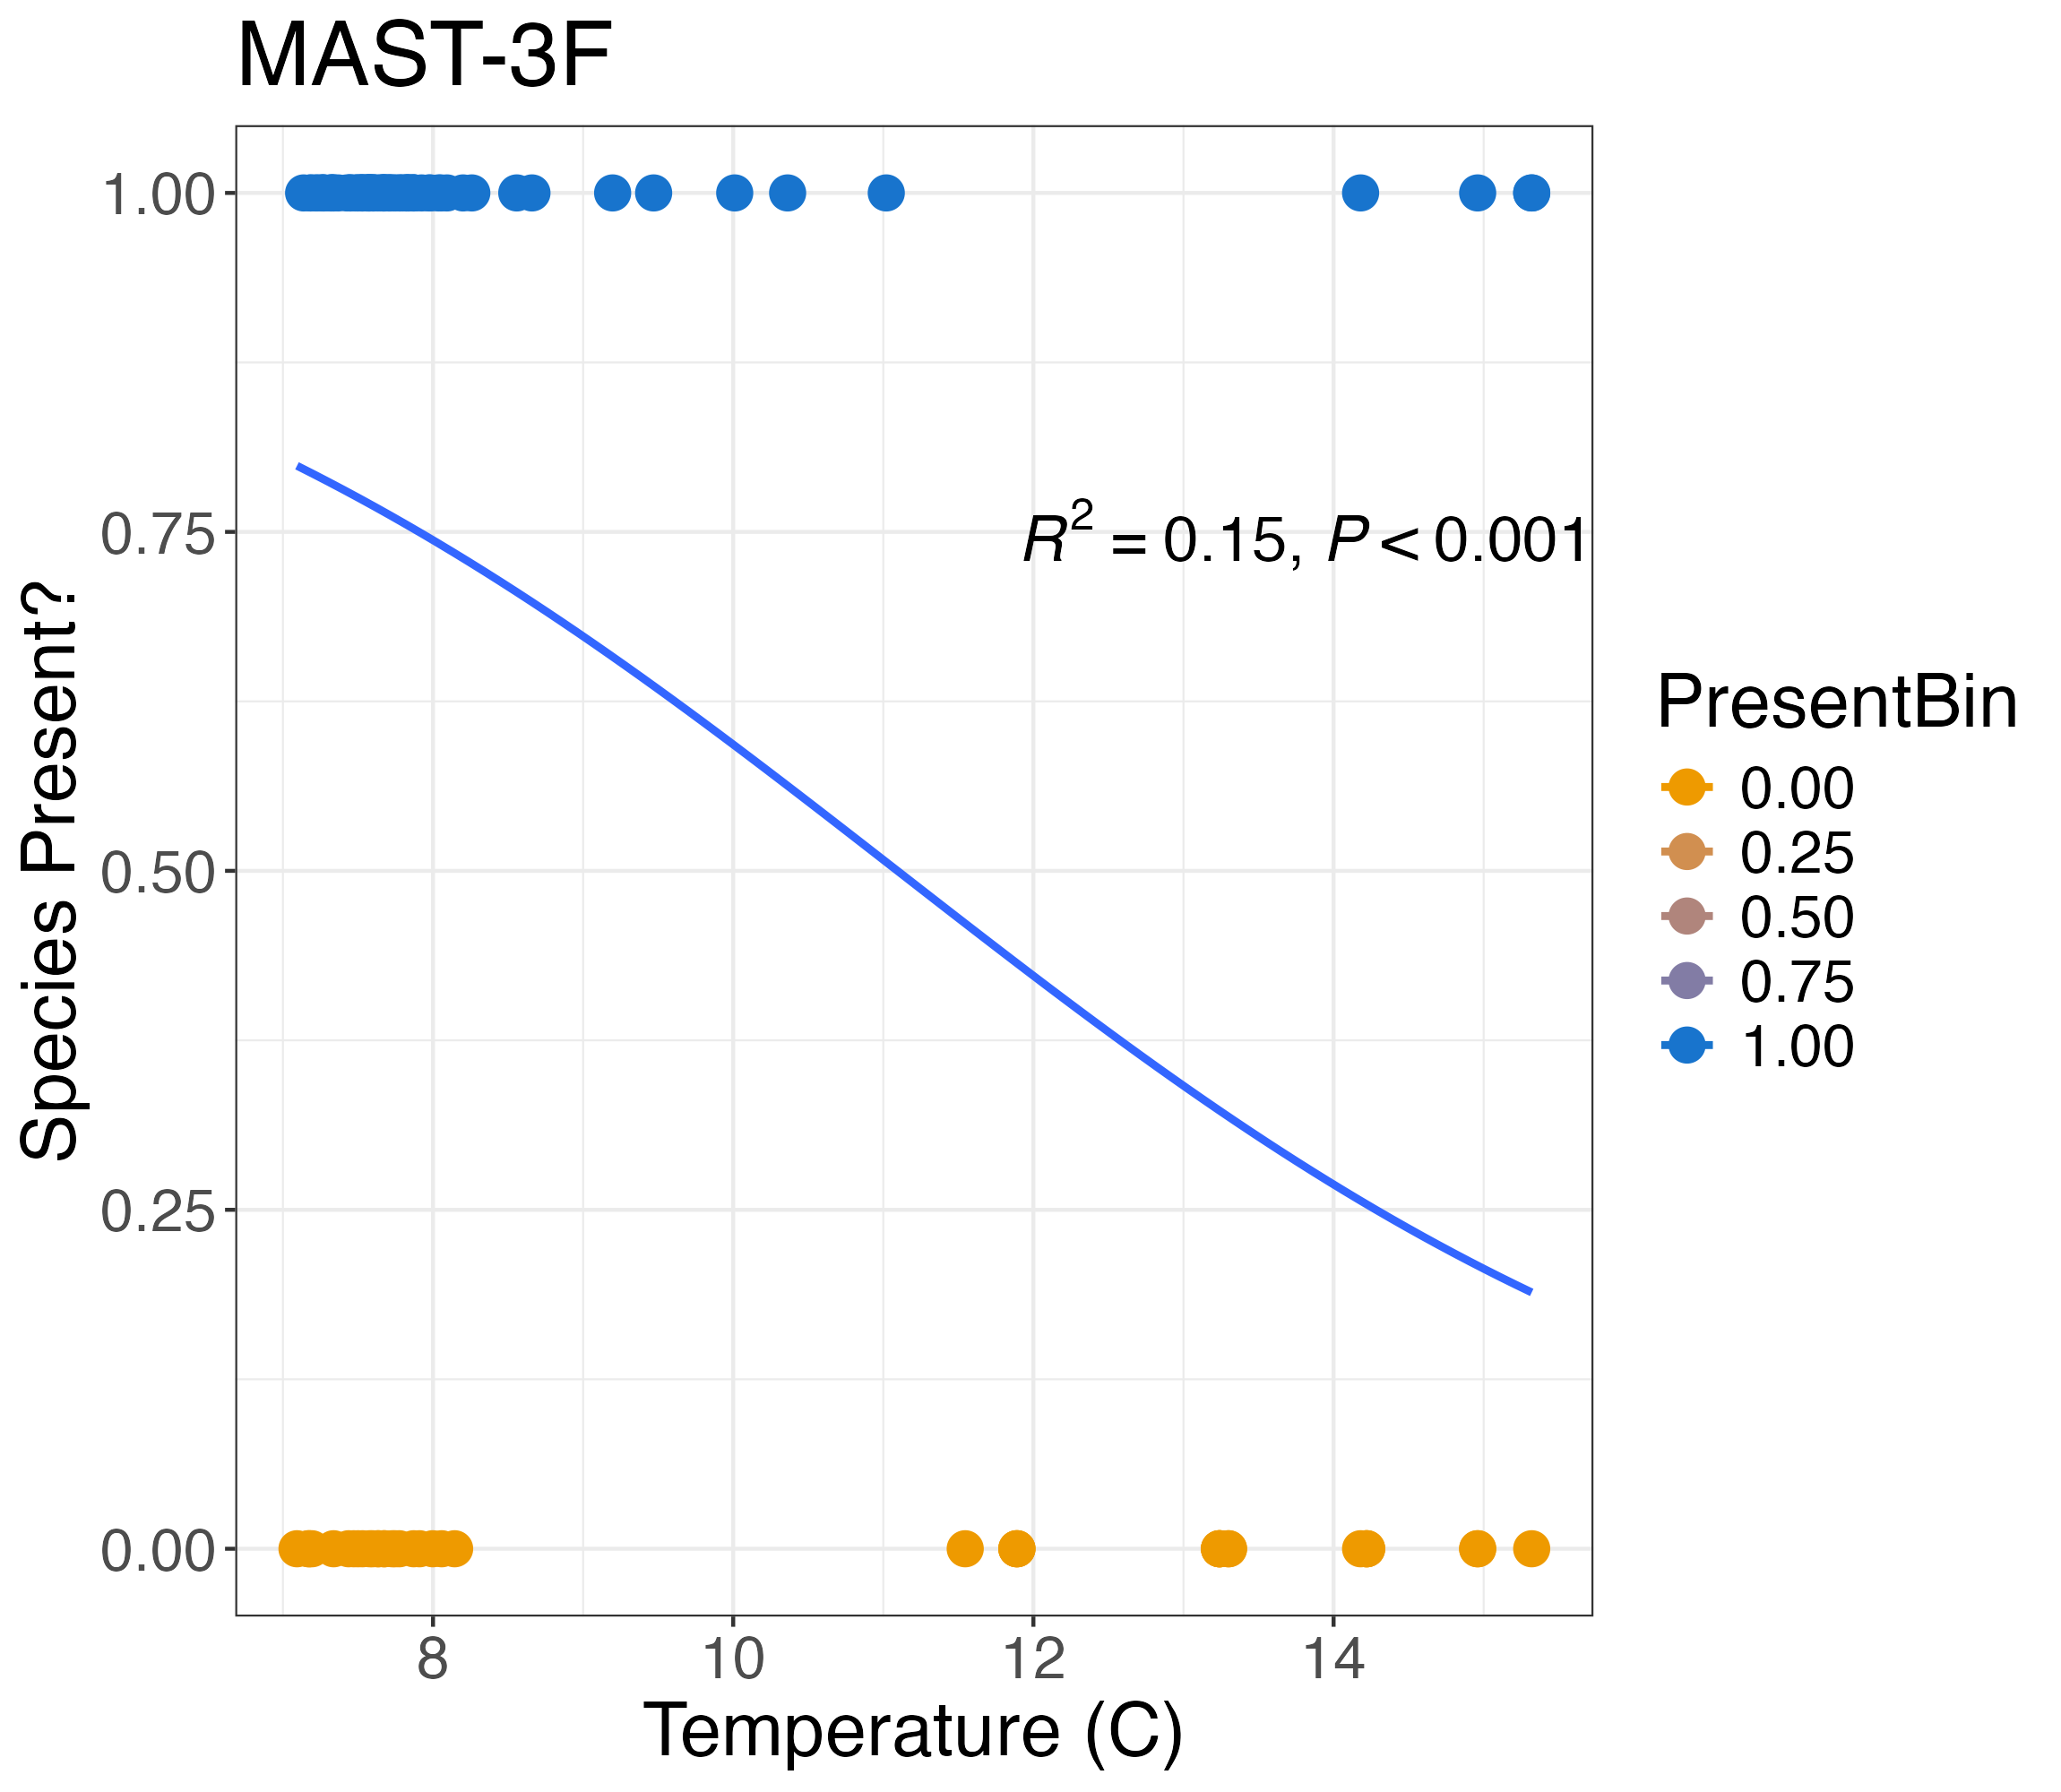 MAST-3F
1.00
0.75
0.50
0.25
0.00
Species Present?
R² = 0.15, P < 0.001
8 10 12 14
Temperature (C)
PresentBin
0.00
0.25
0.50
0.75
1.00